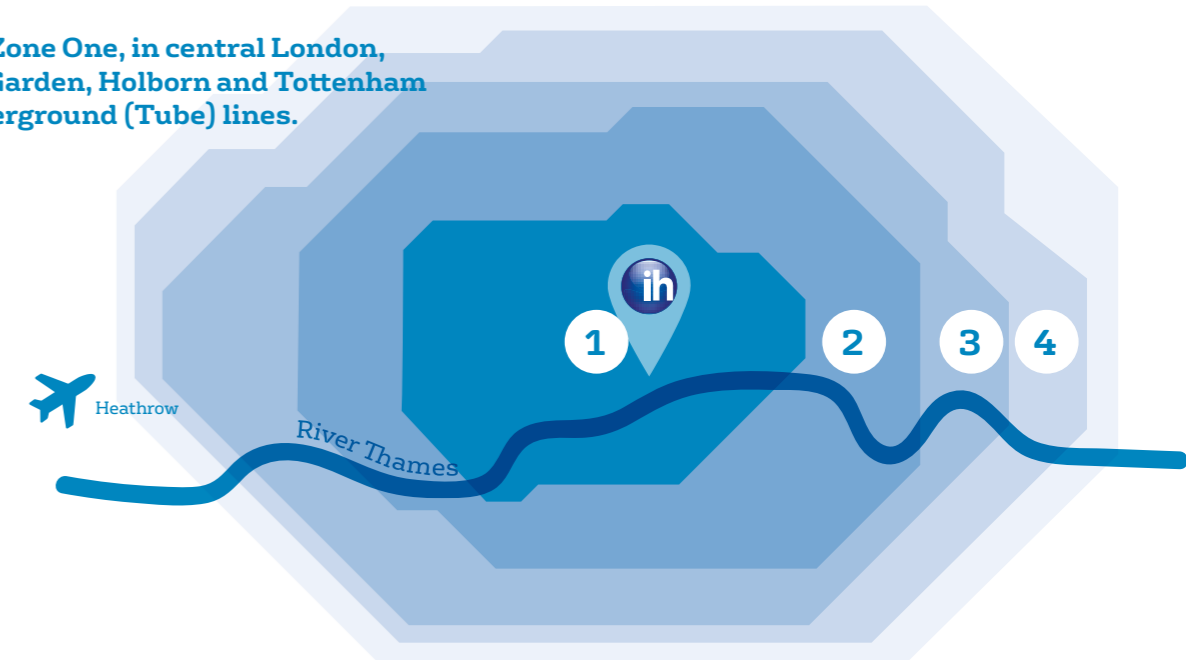 Zone One, in central London,
Garden, Holborn and Tottenham
erground (Tube) lines.
ih
1
2
3
4
Heathrow
River Thames